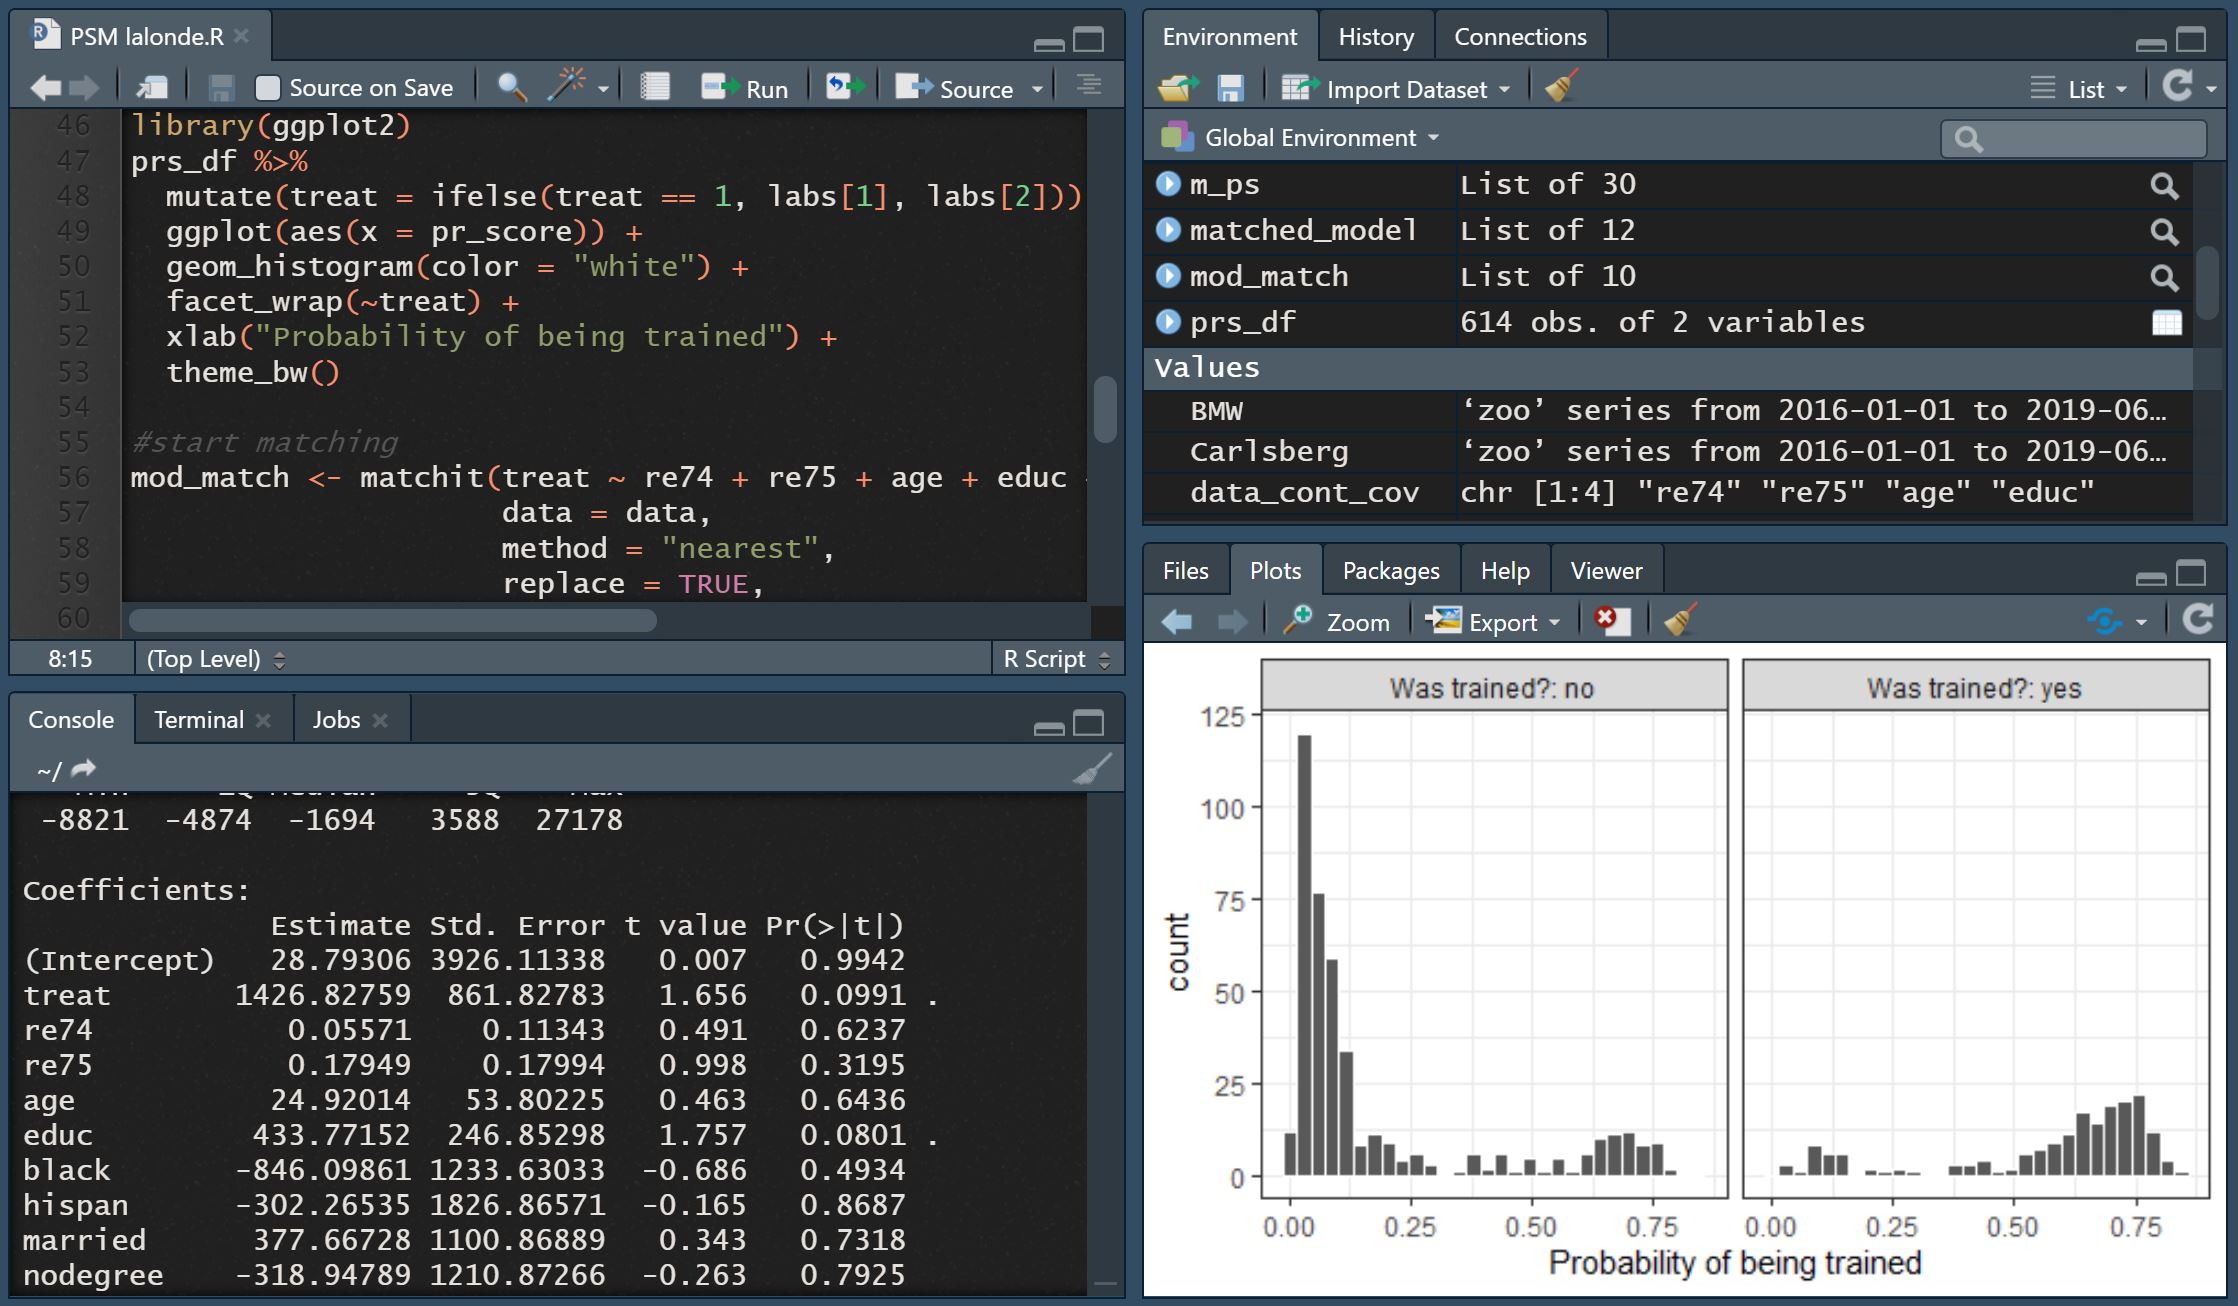 PSM lalonde.R
Source on Save
Run
Source
46 library(ggplot2)
47 prs_df %>%
48 mutate(treat = ifelse(treat == 1, labs[1], labs[2]))
49 ggplot(aes(x = pr_score)) +
50 geom_histogram(color = "white") +
51 facet_wrap(~treat) +
52 xlab("Probability of being trained") +
53 theme_bw()
54
55 #start matching
56 mod_match <- matchit(treat ~ re74 + re75 + age + educ
57 data = data,
58 method = "nearest",
59 replace = TRUE,
60
8:15 (Top Level) R Script
Console Terminal Jobs
~/
-8821 -4874 -1694 3588 27178
Coefficients:
Estimate Std. Error t value Pr(>|t|)
(Intercept) 28.79306 3926.11338 0.007 0.9942
treat 1426.82759 861.82783 1.656 0.0991 .
re74 0.05571 0.11343 0.491 0.6237
re75 0.17949 0.17994 0.998 0.3195
age 24.92014 53.80225 0.463 0.6436
educ 433.77152 246.85298 1.757 0.0801 .
black -846.09861 1233.63033 -0.686 0.4934
hispan -302.26535 1826.86571 -0.165 0.8687
married 377.66728 1100.86889 0.343 0.7318
nodegree -318.94789 1210.87266 -0.263 0.7925
Environment History Connections
Import Dataset List
Global Environment
m_ps List of 30
matched_model List of 12
mod_match List of 10
prs_df 614 obs. of 2 variables
Values
BMW ‘zoo’ series from 2016-01-01 to 2019-06…
Carlsberg ‘zoo’ series from 2016-01-01 to 2019-06…
data_cont_cov chr [1:4] "re74" "re75" "age" "educ"
Files Plots Packages Help Viewer
Zoom Export
Was trained?: no Was trained?: yes
125
100
75
50
25
0
count
0.00 0.25 0.50 0.75 0.00 0.25 0.50 0.75
Probability of being trained